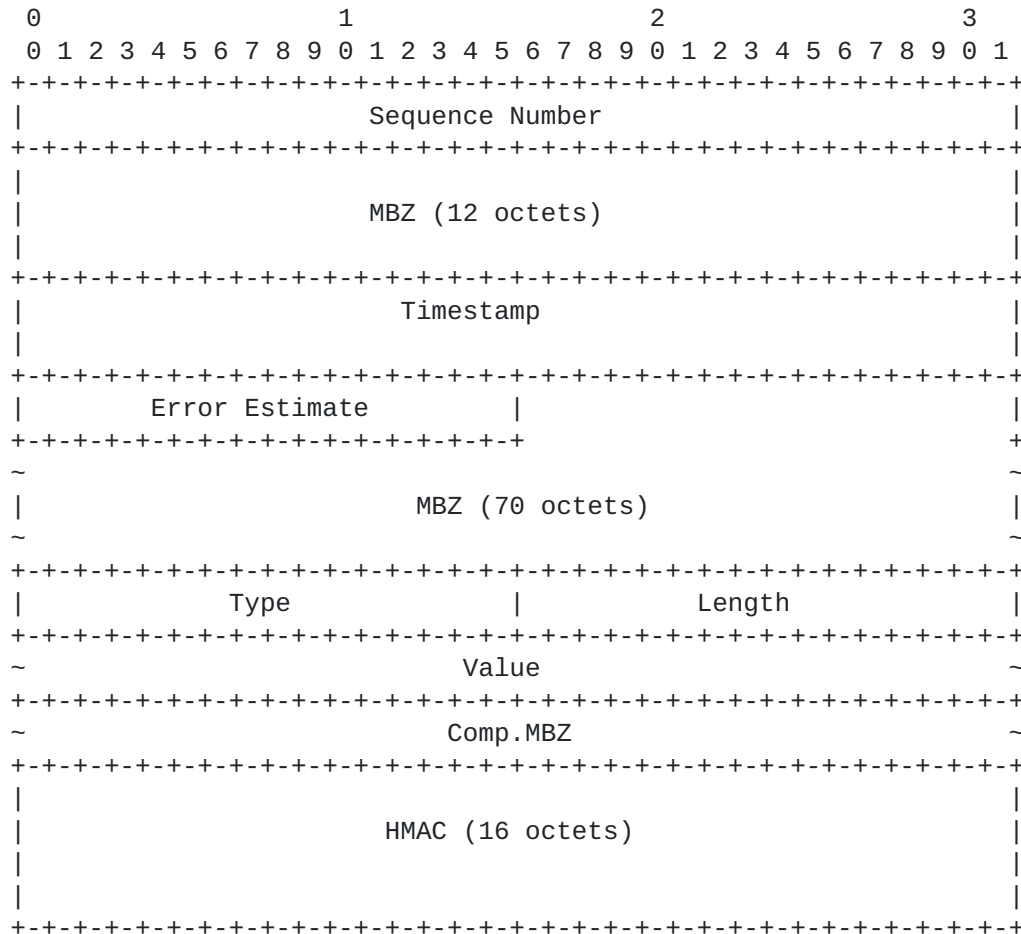 0                   1                   2                   3
 0 1 2 3 4 5 6 7 8 9 0 1 2 3 4 5 6 7 8 9 0 1 2 3 4 5 6 7 8 9 0 1
+-+-+-+-+-+-+-+-+-+-+-+-+-+-+-+-+-+-+-+-+-+-+-+-+-+-+-+-+-+-+-+-+
|                      Sequence Number                          |
+-+-+-+-+-+-+-+-+-+-+-+-+-+-+-+-+-+-+-+-+-+-+-+-+-+-+-+-+-+-+-+-+
|                                                               |
|                      MBZ (12 octets)                          |
|                                                               |
+-+-+-+-+-+-+-+-+-+-+-+-+-+-+-+-+-+-+-+-+-+-+-+-+-+-+-+-+-+-+-+-+
|                        Timestamp                              |
|                                                               |
+-+-+-+-+-+-+-+-+-+-+-+-+-+-+-+-+-+-+-+-+-+-+-+-+-+-+-+-+-+-+-+-+
|        Error Estimate         |                               |
+-+-+-+-+-+-+-+-+-+-+-+-+-+-+-+-+                               +
~                                                               ~
|                         MBZ (70 octets)                       |
~                                                               ~
+-+-+-+-+-+-+-+-+-+-+-+-+-+-+-+-+-+-+-+-+-+-+-+-+-+-+-+-+-+-+-+-+
|             Type              |           Length              |
+-+-+-+-+-+-+-+-+-+-+-+-+-+-+-+-+-+-+-+-+-+-+-+-+-+-+-+-+-+-+-+-+
~                            Value                              ~
+-+-+-+-+-+-+-+-+-+-+-+-+-+-+-+-+-+-+-+-+-+-+-+-+-+-+-+-+-+-+-+-+
~                           Comp.MBZ                            ~
+-+-+-+-+-+-+-+-+-+-+-+-+-+-+-+-+-+-+-+-+-+-+-+-+-+-+-+-+-+-+-+-+
|                                                               |
|                       HMAC (16 octets)                        |
|                                                               |
|                                                               |
+-+-+-+-+-+-+-+-+-+-+-+-+-+-+-+-+-+-+-+-+-+-+-+-+-+-+-+-+-+-+-+-+